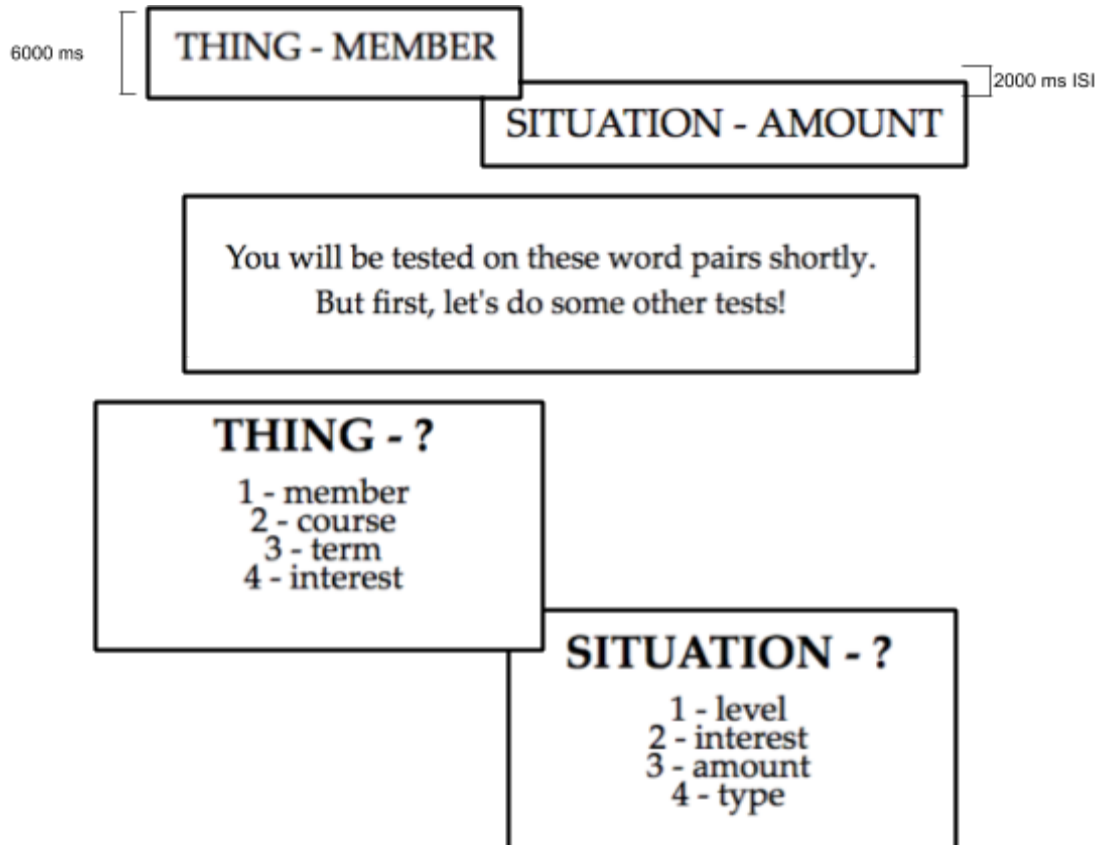 6000 ms
THING - MEMBER
2000 ms ISI
SITUATION - AMOUNT
You will be tested on these word pairs shortly.
But first, let's do some other tests!
THING - ?
1 - member
2 - course
3 - term
4 - interest
SITUATION - ?
1 - level
2 - interest
3 - amount
4 - type